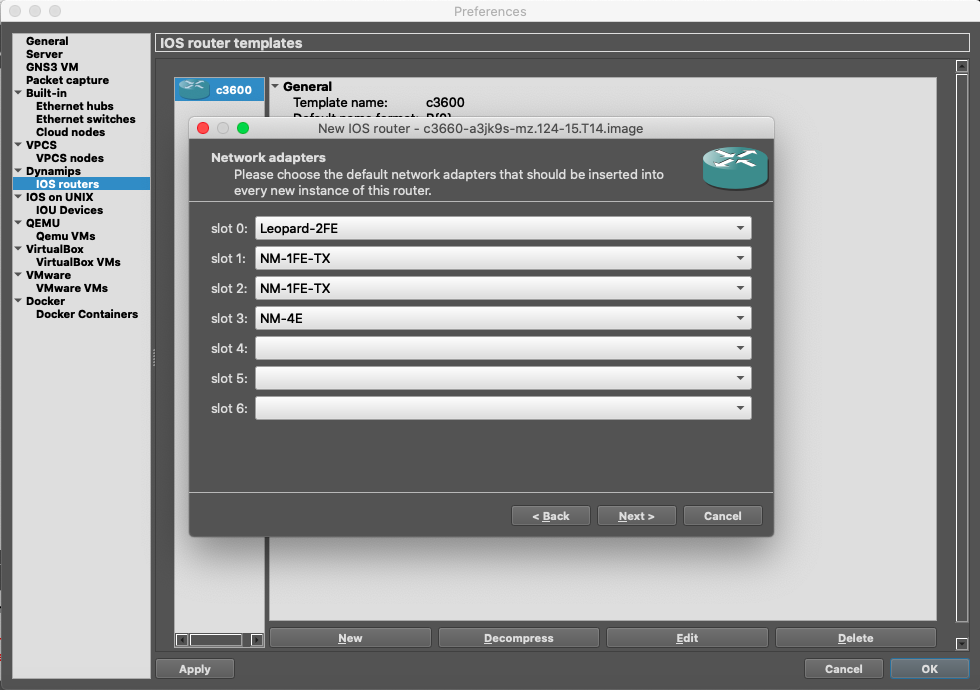 Preferences
General
Server
GNS3 VM
Packet capture
Built-in
Ethernet hubs
Ethernet switches
Cloud nodes
VPCS
VPCS nodes
Dynamips
IOS routers
IOS on UNIX
IOU Devices
QEMU
Qemu VMs
VirtualBox
VirtualBox VMs
VMware
VMware VMs
Docker
Docker Containers
IOS router templates
c3600
General
Template name: c3600
Default name format: R{0}
New IOS router - c3660-a3jk9s-mz.124-15.T14.image
Network adapters
Please choose the default network adapters that should be inserted into
every new instance of this router.
slot 0: Leopard-2FE
slot 1: NM-1FE-TX
slot 2: NM-1FE-TX
slot 3: NM-4E
slot 4:
slot 5:
slot 6:
< Back Next > Cancel
New Decompress Edit Delete
Apply Cancel OK